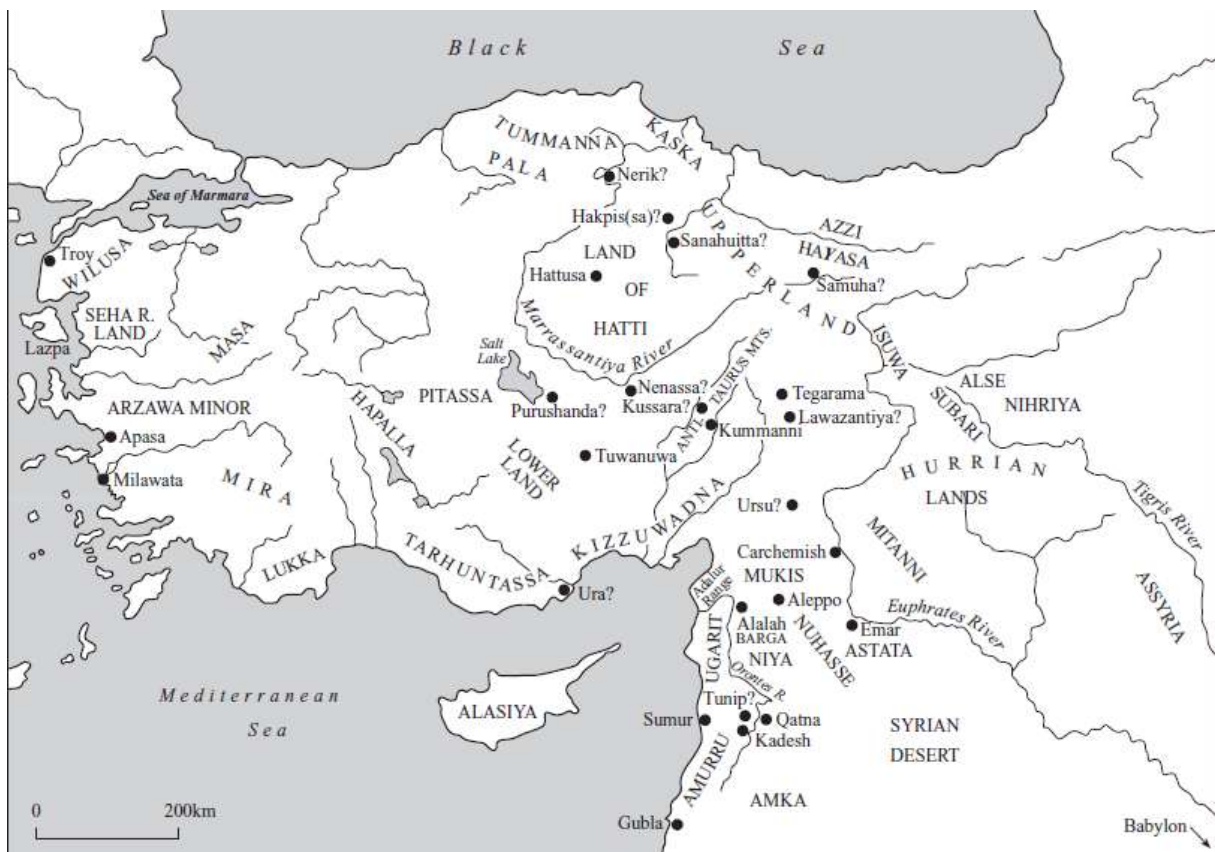 Black Sea
TUMMANNA
KASKA
PALA
Nerik?
Sea of Marmara
Hakpis(sa)?
UPPER LAND
AZZI
Troy
WILUSA
LAND
OF
HATTI
Sanahuitta?
HAYASA
Hattusa
Samuha?
SEHA R.
LAND
Marrassantiya River
Lazpa
MASA
Salt
Lake
ISUWA
ANTI. TAURUS MTS.
PITASSA
Nenassa?
Tegarama
ALSE
Purushanda?
Kussara?
Lawazantiya?
SUBARI
NIHRIYA
ARZAWA MINOR
HAPALLA
Kummanni
Apasa
LOWER
LAND
Tuwanuwa
HURRIAN
LANDS
Milawata
MIRA
Tigris River
KIZZUWADNA
Ursu?
MITANNI
LUKKA
TARHUNTASSA
Carchemish
MUKIS
Ura?
Adalur
Range
Aleppo
Euphrates River
ASSYRIA
Alalah
BARGA
Emar
ASTATA
UGARIT
NIYA
NUHASSE
Orontes R.
Mediterranean
Sea
ALASIYA
Tunip?
Sumur
Qatna
Kadesh
SYRIAN
DESERT
AMURRU
AMKA
0 200km
Gubla
Babylon